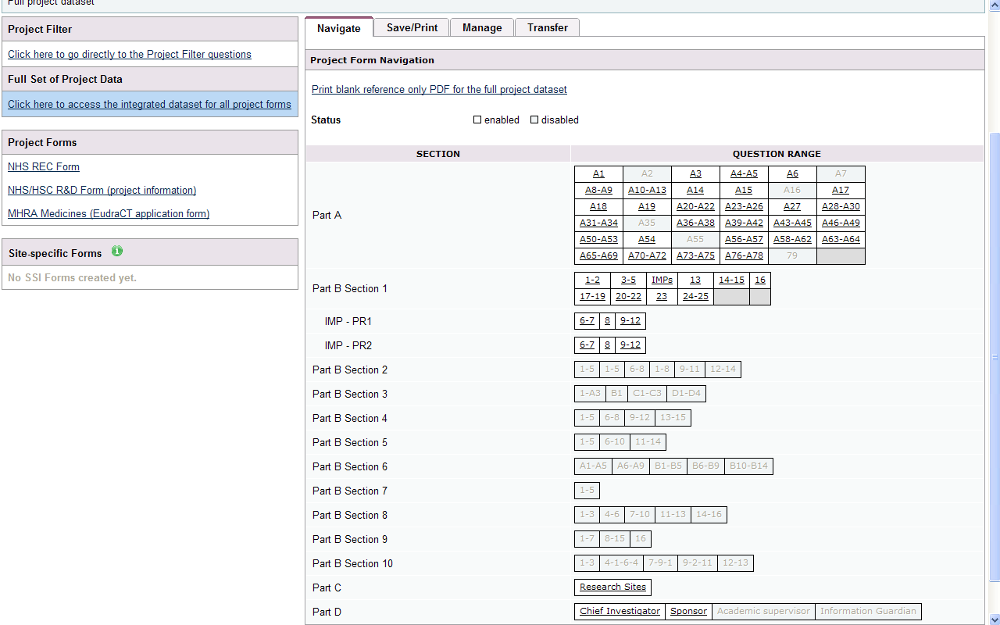 Full project dataset
Project Filter
Click here to go directly to the Project Filter questions
Full Set of Project Data
Click here to access the integrated dataset for all project forms
Project Forms
NHS REC Form
NHS/HSC R&D Form (project information)
MHRA Medicines (EudraCT application form)
Site-specific Forms
No SSI Forms created yet.
Navigate Save/Print Manage Transfer
Project Form Navigation
Print blank reference only PDF for the full project dataset
Status enabled disabled
SECTION QUESTION RANGE
Part A
A1 A2 A3 A4-A5 A6 A7
A8-A9 A10-A13 A14 A15 A16 A17
A18 A19 A20-A22 A23-A26 A27 A28-A30
A31-A34 A35 A36-A38 A39-A42 A43-A45 A46-A49
A50-A53 A54 A55 A56-A57 A58-A62 A63-A64
A65-A69 A70-A72 A73-A75 A76-A78 79
Part B Section 1
1-2 3-5 IMPs 13 14-15 16
17-19 20-22 23 24-25
IMP - PR1 6-7 8 9-12
IMP - PR2 6-7 8 9-12
Part B Section 2 1-5 1-5 6-8 1-8 9-11 12-14
Part B Section 3 1-A3 B1 C1-C3 D1-D4
Part B Section 4 1-5 6-8 9-12 13-15
Part B Section 5 1-5 6-10 11-14
Part B Section 6 A1-A5 A6-A9 B1-B5 B6-B9 B10-B14
Part B Section 7 1-5
Part B Section 8 1-3 4-6 7-10 11-13 14-16
Part B Section 9 1-7 8-15 16
Part B Section 10 1-3 4-1-6-4 7-9-1 9-2-11 12-13
Part C Research Sites
Part D Chief Investigator Sponsor Academic supervisor Information Guardian